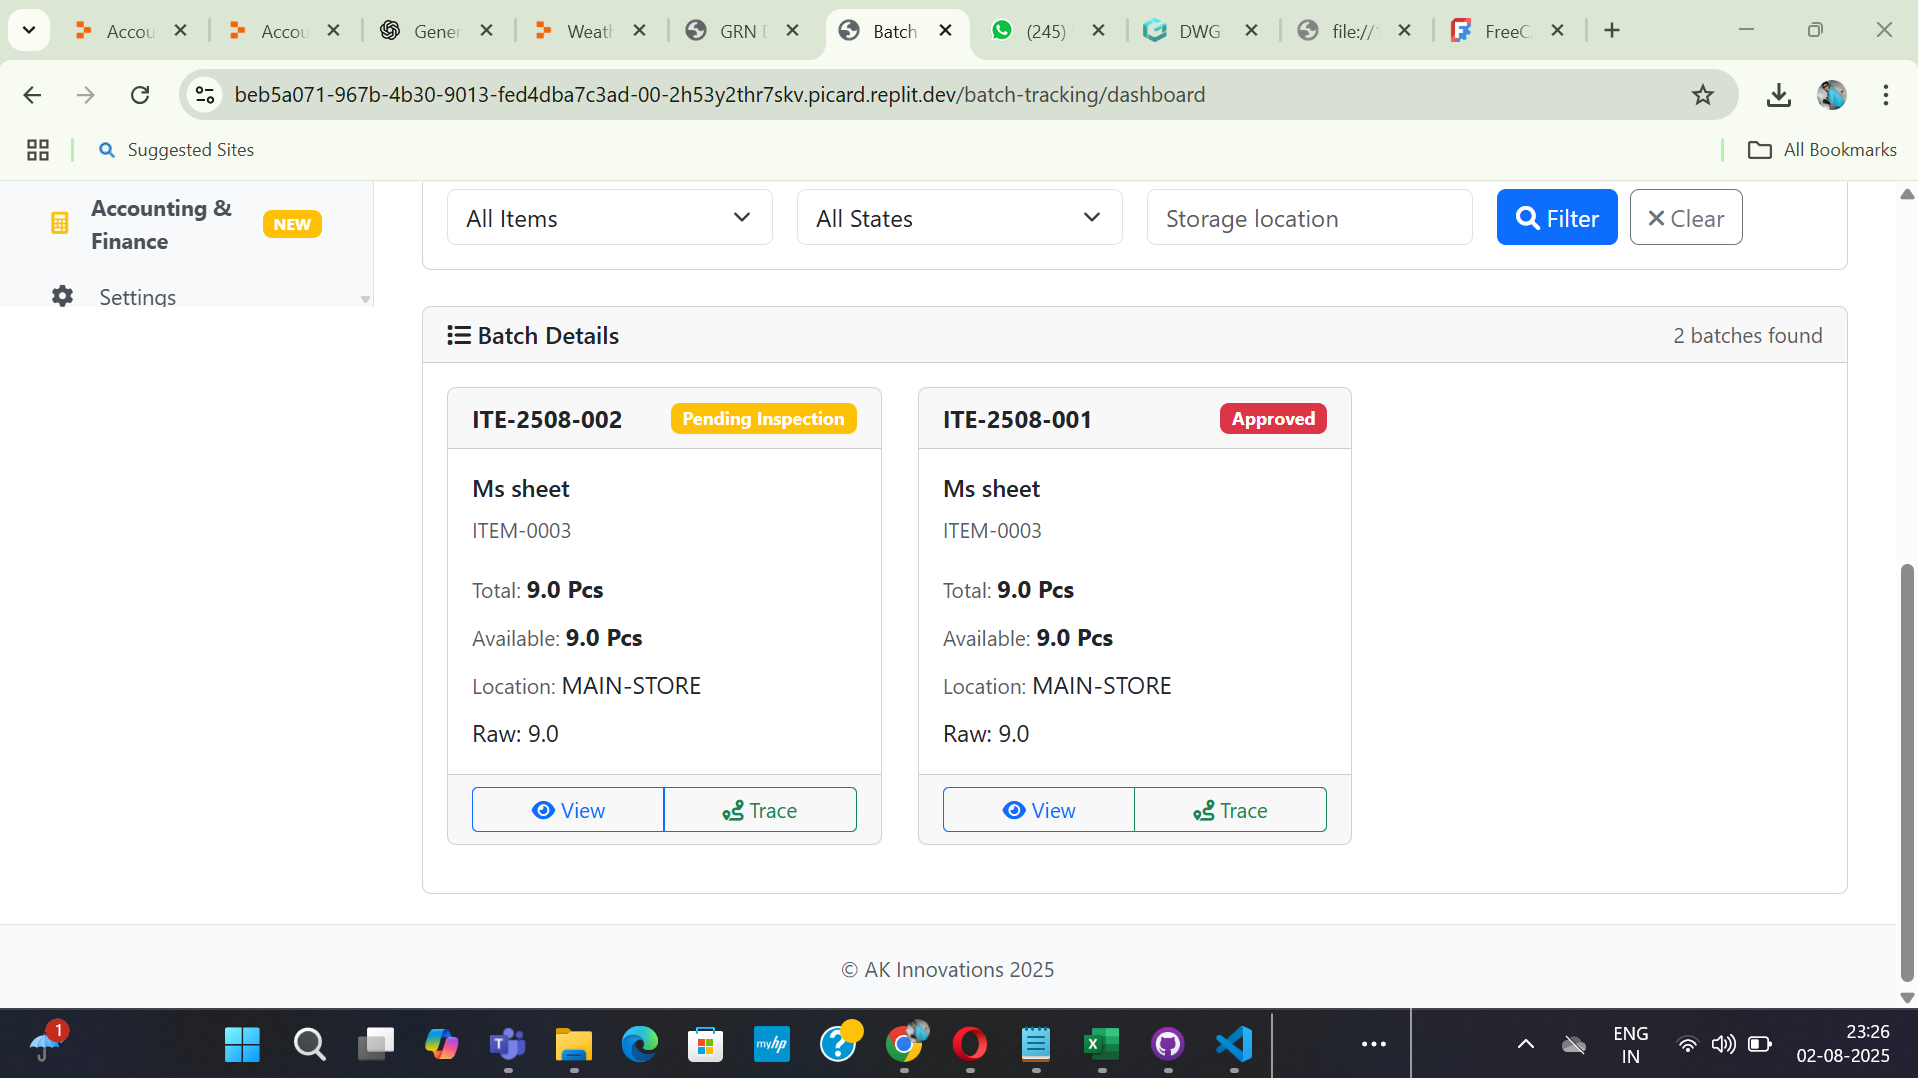 Accou
Accou
Gener
Weath
GRN D
Batch
(245)
DWG
file://
FreeC
beb5a071-967b-4b30-9013-fed4dba7c3ad-00-2h53y2thr7skv.picard.replit.dev/batch-tracking/dashboard
Suggested Sites
All Bookmarks
Accounting &
Finance
NEW
Settings
All Items
All States
Storage location
Filter
Clear
Batch Details
2 batches found
ITE-2508-002
Pending Inspection
Ms sheet
ITEM-0003
Total: 9.0 Pcs
Available: 9.0 Pcs
Location: MAIN-STORE
Raw: 9.0
View
Trace
ITE-2508-001
Approved
Ms sheet
ITEM-0003
Total: 9.0 Pcs
Available: 9.0 Pcs
Location: MAIN-STORE
Raw: 9.0
View
Trace
© AK Innovations 2025
1
myhp
ENG
IN
23:26
02-08-2025